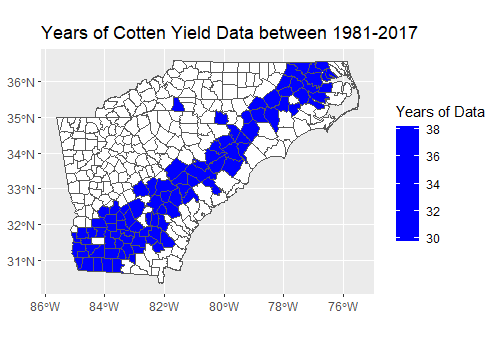 Years of Cotten Yield Data between 1981-2017
36°N
35°N
34°N
33°N
32°N
31°N
86°W 84°W 82°W 80°W 78°W 76°W
Years of Data
38
36
34
32
30